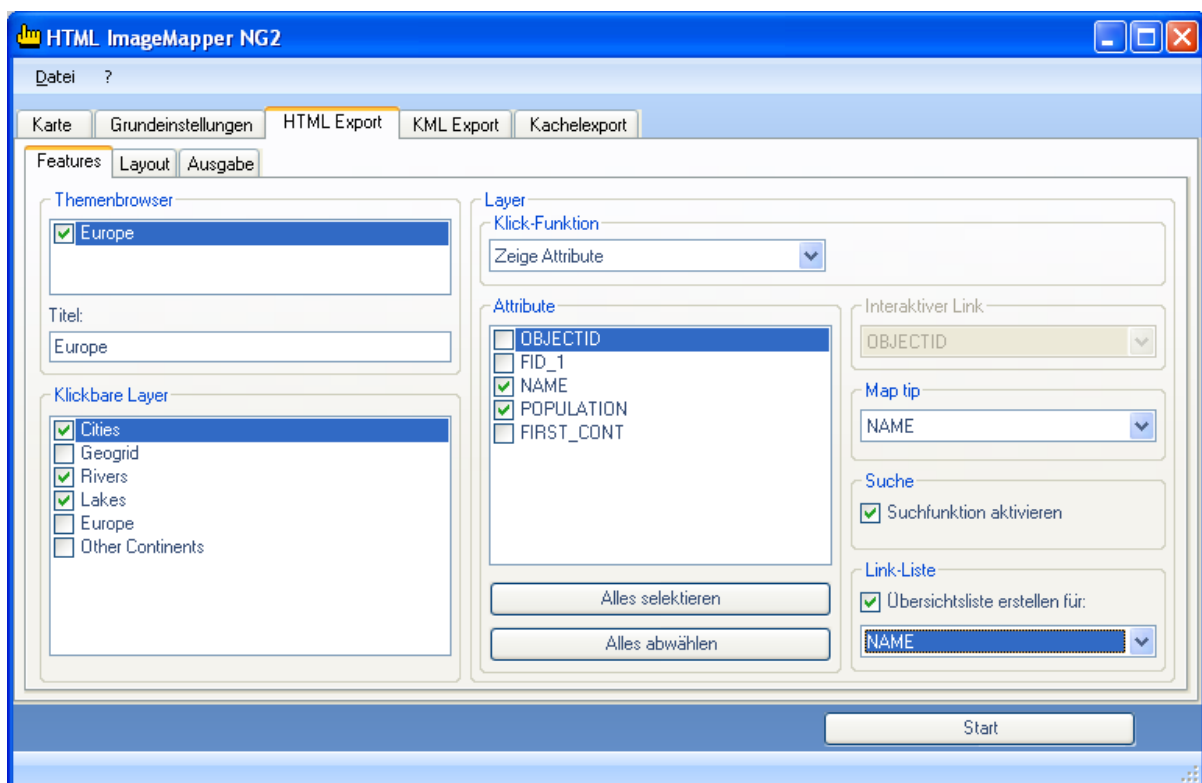 HTML ImageMapper NG2
Datei ?
Karte Grundeinstellungen HTML Export KML Export Kachelexport
Features Layout Ausgabe
Themenbrowser
Europe
Titel:
Europe
Klickbare Layer
Cities
Geogrid
Rivers
Lakes
Europe
Other Continents
Layer
Klick-Funktion
Zeige Attribute
Attribute
OBJECTID
FID_1
NAME
POPULATION
FIRST_CONT
Alles selektieren
Alles abwählen
Interaktiver Link
OBJECTID
Map tip
NAME
Suche
Suchfunktion aktivieren
Link-Liste
Übersichtsliste erstellen für:
NAME
Start